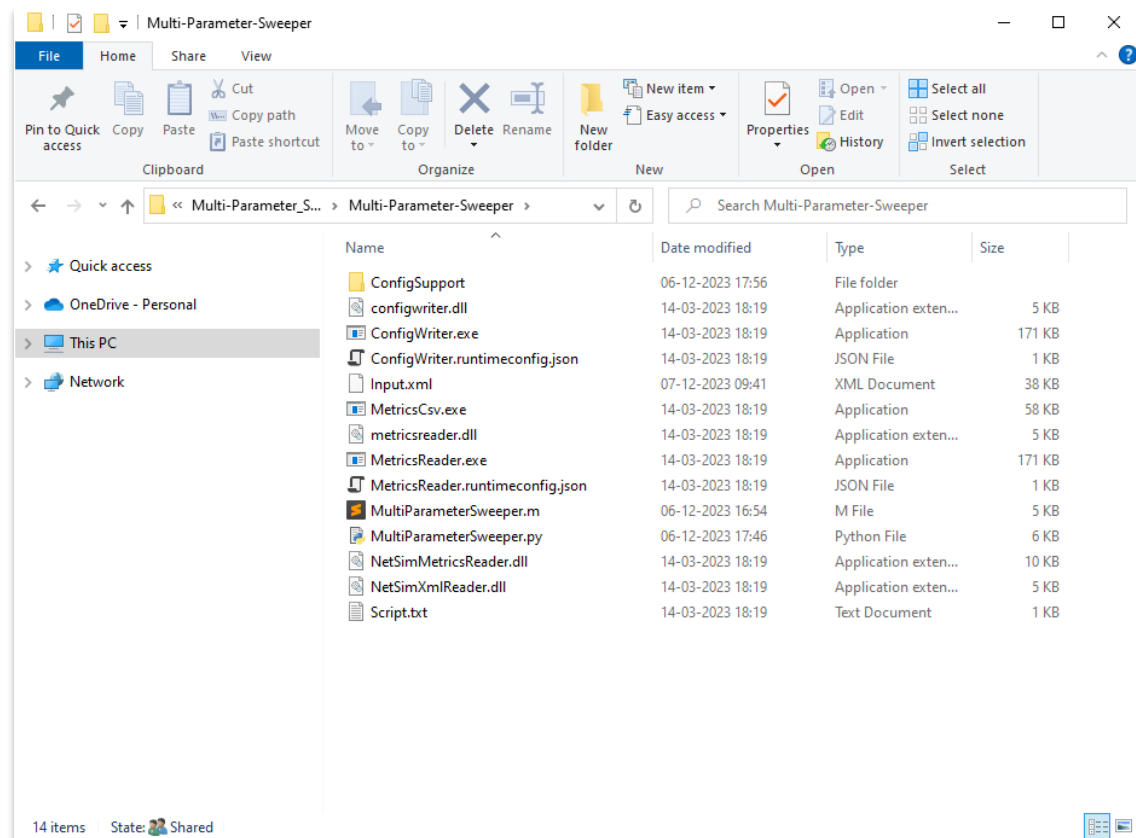 Multi-Parameter-Sweeper
File Home Share View
Pin to Quick access
Copy
Paste
Cut
Copy path
Paste shortcut
Clipboard
Move to
Copy to
Delete
Rename
Organize
New folder
New item
Easy access
New
Properties
Open
Edit
History
Open
Select all
Select none
Invert selection
Select
« Multi-Parameter_S... › Multi-Parameter-Sweeper ›
Search Multi-Parameter-Sweeper
Quick access
OneDrive - Personal
This PC
Network
Name Date modified Type Size
ConfigSupport 06-12-2023 17:56 File folder
configwriter.dll 14-03-2023 18:19 Application exten... 5 KB
ConfigWriter.exe 14-03-2023 18:19 Application 171 KB
ConfigWriter.runtimeconfig.json 14-03-2023 18:19 JSON File 1 KB
Input.xml 07-12-2023 09:41 XML Document 38 KB
MetricsCsv.exe 14-03-2023 18:19 Application 58 KB
metricsreader.dll 14-03-2023 18:19 Application exten... 5 KB
MetricsReader.exe 14-03-2023 18:19 Application 171 KB
MetricsReader.runtimeconfig.json 14-03-2023 18:19 JSON File 1 KB
MultiParameterSweeper.m 06-12-2023 16:54 M File 5 KB
MultiParameterSweeper.py 06-12-2023 17:46 Python File 6 KB
NetSimMetricsReader.dll 14-03-2023 18:19 Application exten... 10 KB
NetSimXmlReader.dll 14-03-2023 18:19 Application exten... 5 KB
Script.txt 14-03-2023 18:19 Text Document 1 KB
14 items State: Shared